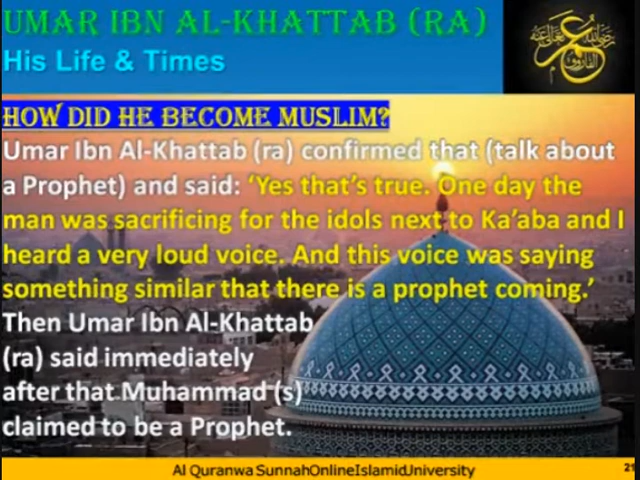 UMAR IBN AL-KHATTAB (RA)
His Life & Times
HOW DID HE BECOME MUSLIM?
Umar Ibn Al-Khattab (ra) confirmed that (talk about
a Prophet) and said: ‘Yes that’s true. One day the
man was sacrificing for the idols next to Ka’aba and I
heard a very loud voice. And this voice was saying
something similar that there is a prophet coming.’
Then Umar Ibn Al-Khattab
(ra) said immediately
after that Muhammad (s)
claimed to be a Prophet.
Al Quranwa SunnahOnlineIslamicUniversity